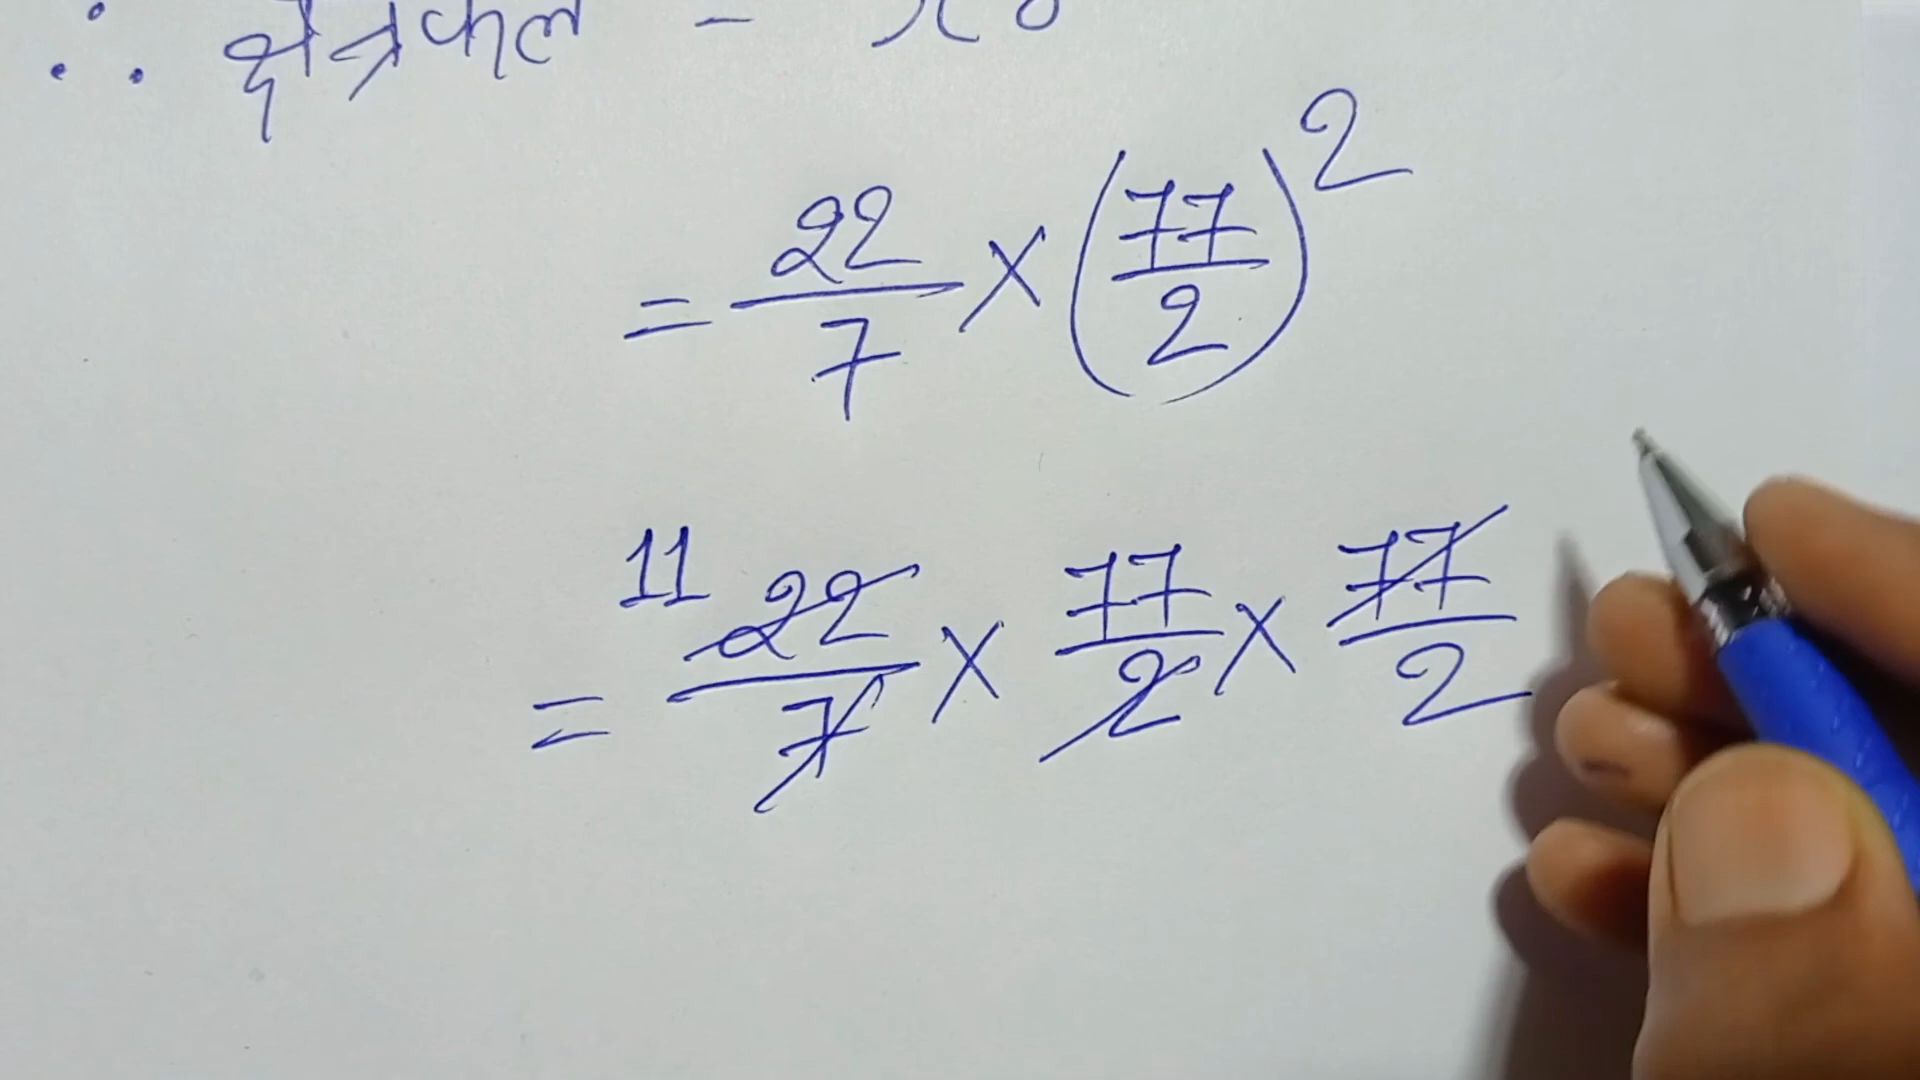 ∴ क्षेत्रफल =
= 22/7 × (77/2)²
= 11 22/7 × 77/2 × 77/2